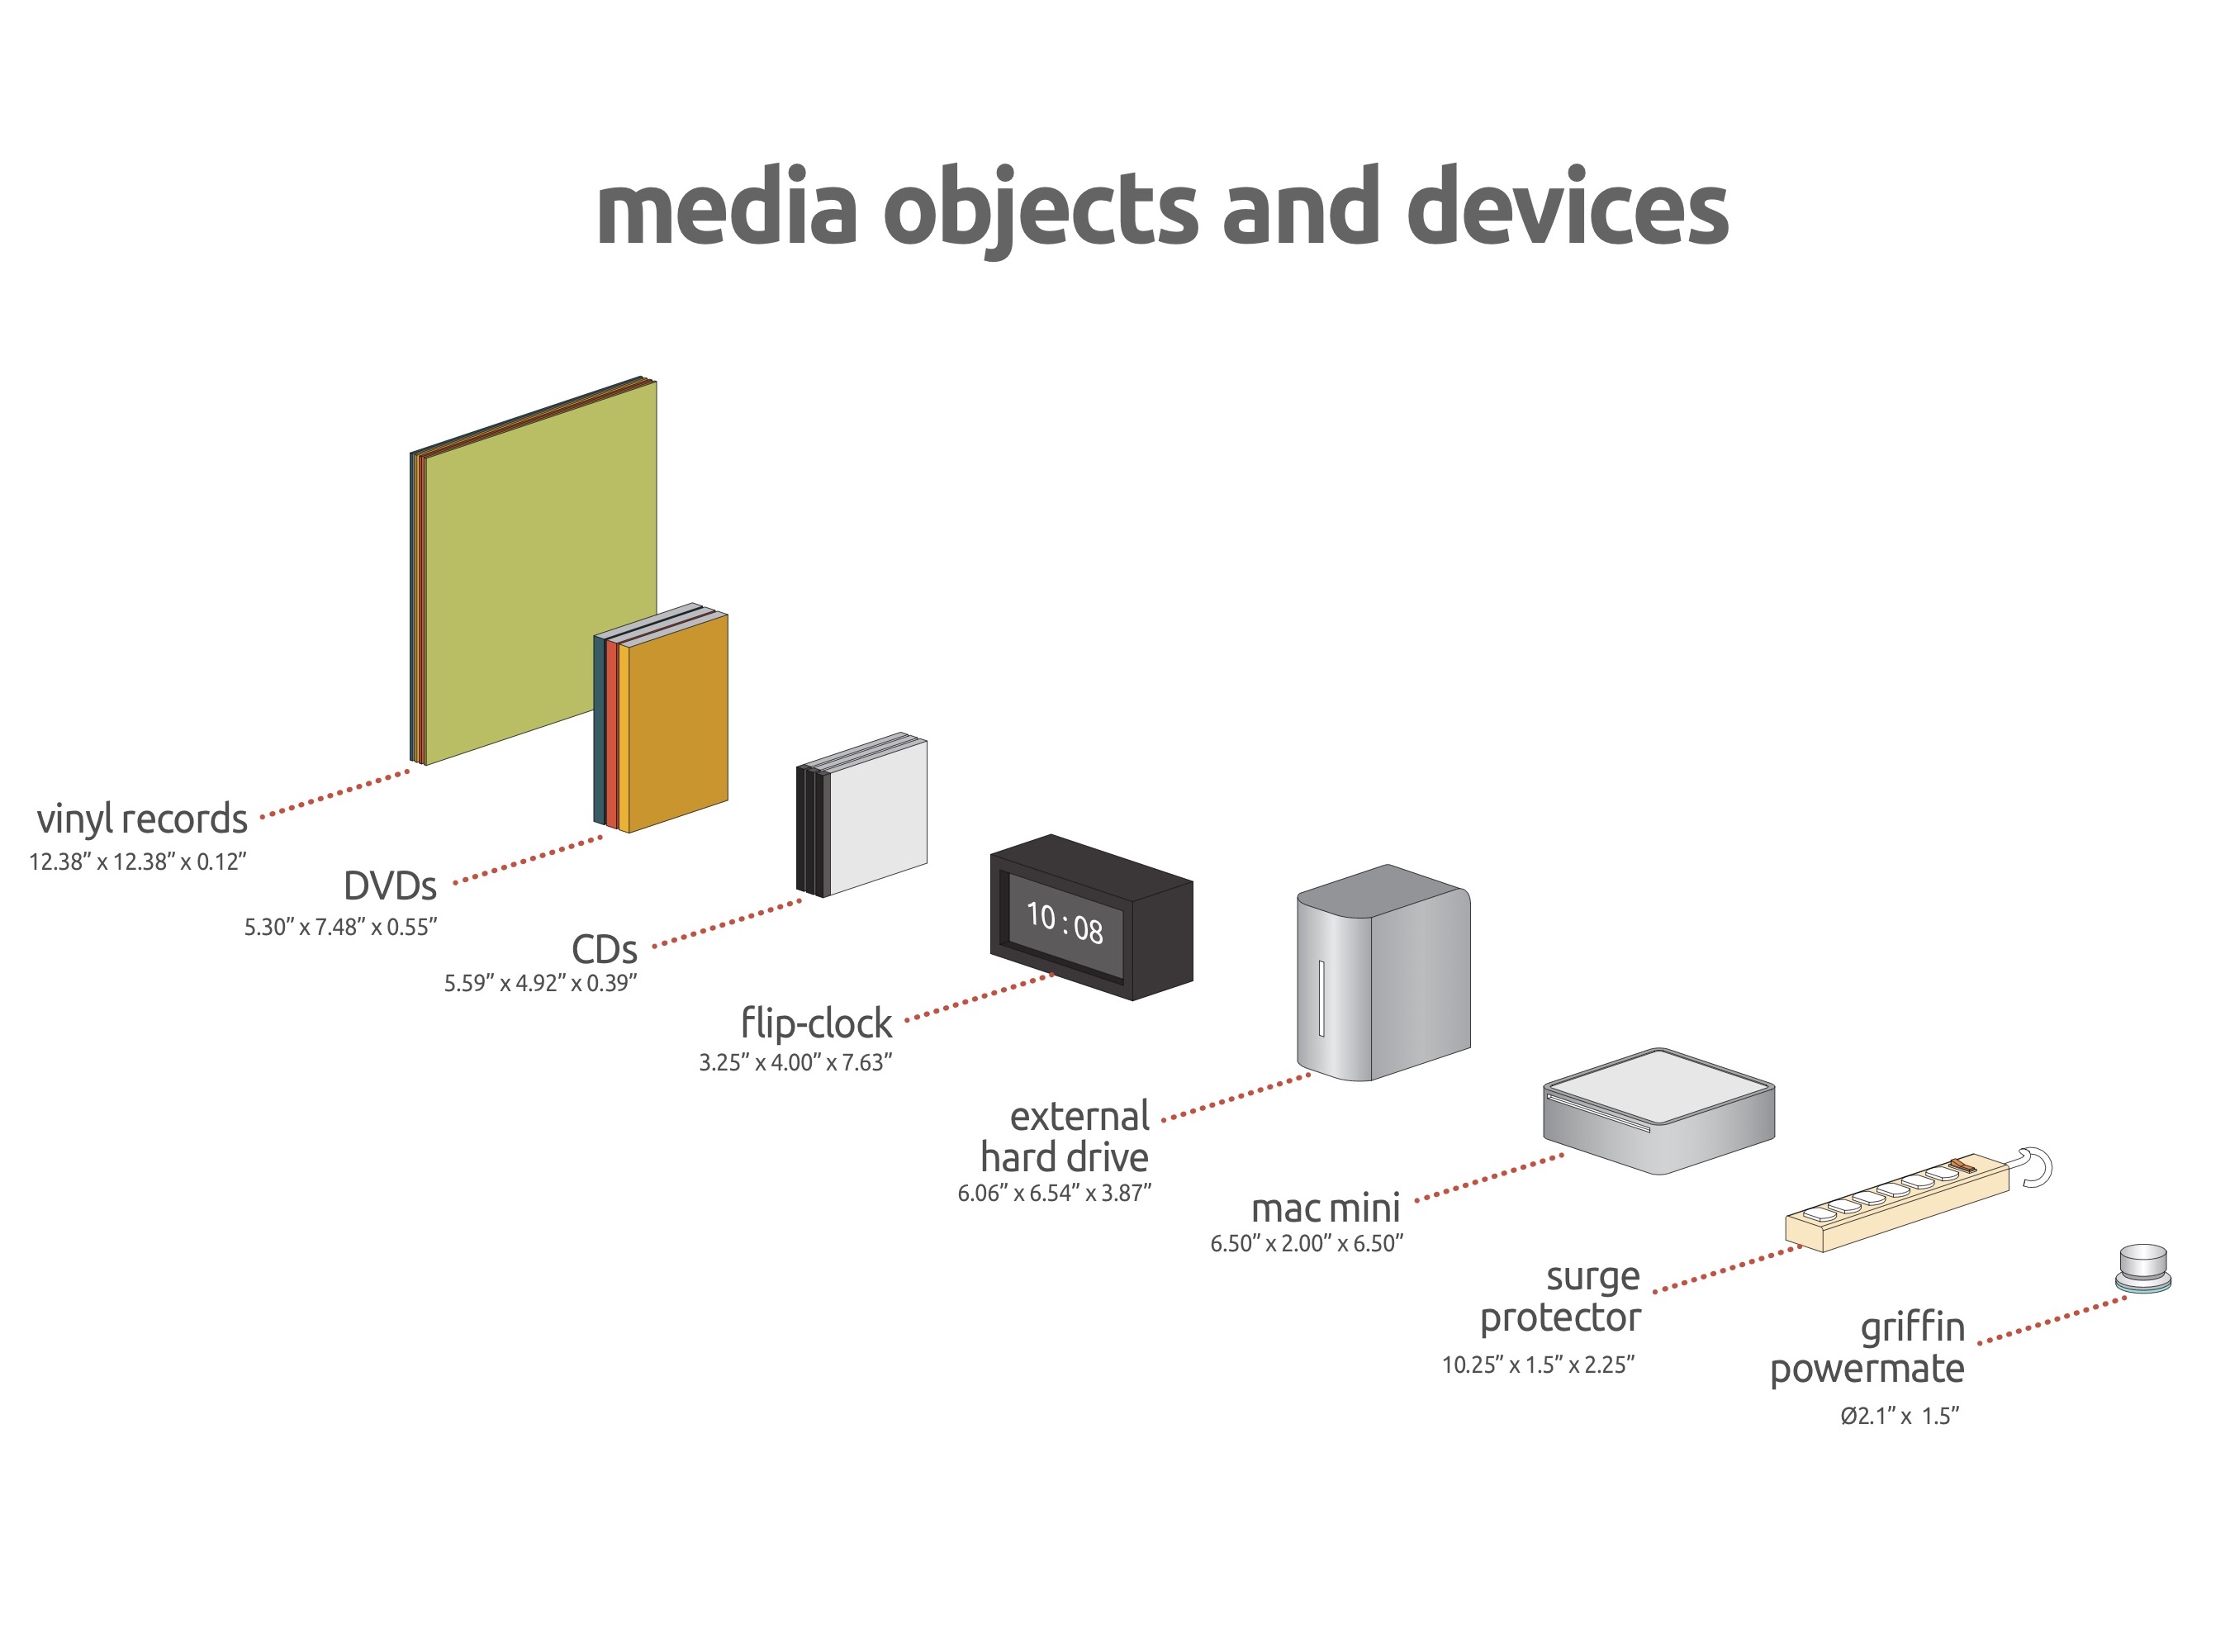 media objects and devices
vinyl records
12.38” x 12.38” x 0.12”
DVDs
5.30” x 7.48” x 0.55”
CDs
5.59” x 4.92” x 0.39”
10 : 08
flip-clock
3.25” x 4.00” x 7.63”
external
hard drive
6.06” x 6.54” x 3.87”
mac mini
6.50” x 2.00” x 6.50”
surge
protector
10.25” x 1.5” x 2.25”
griffin
powermate
Ø2.1” x 1.5”